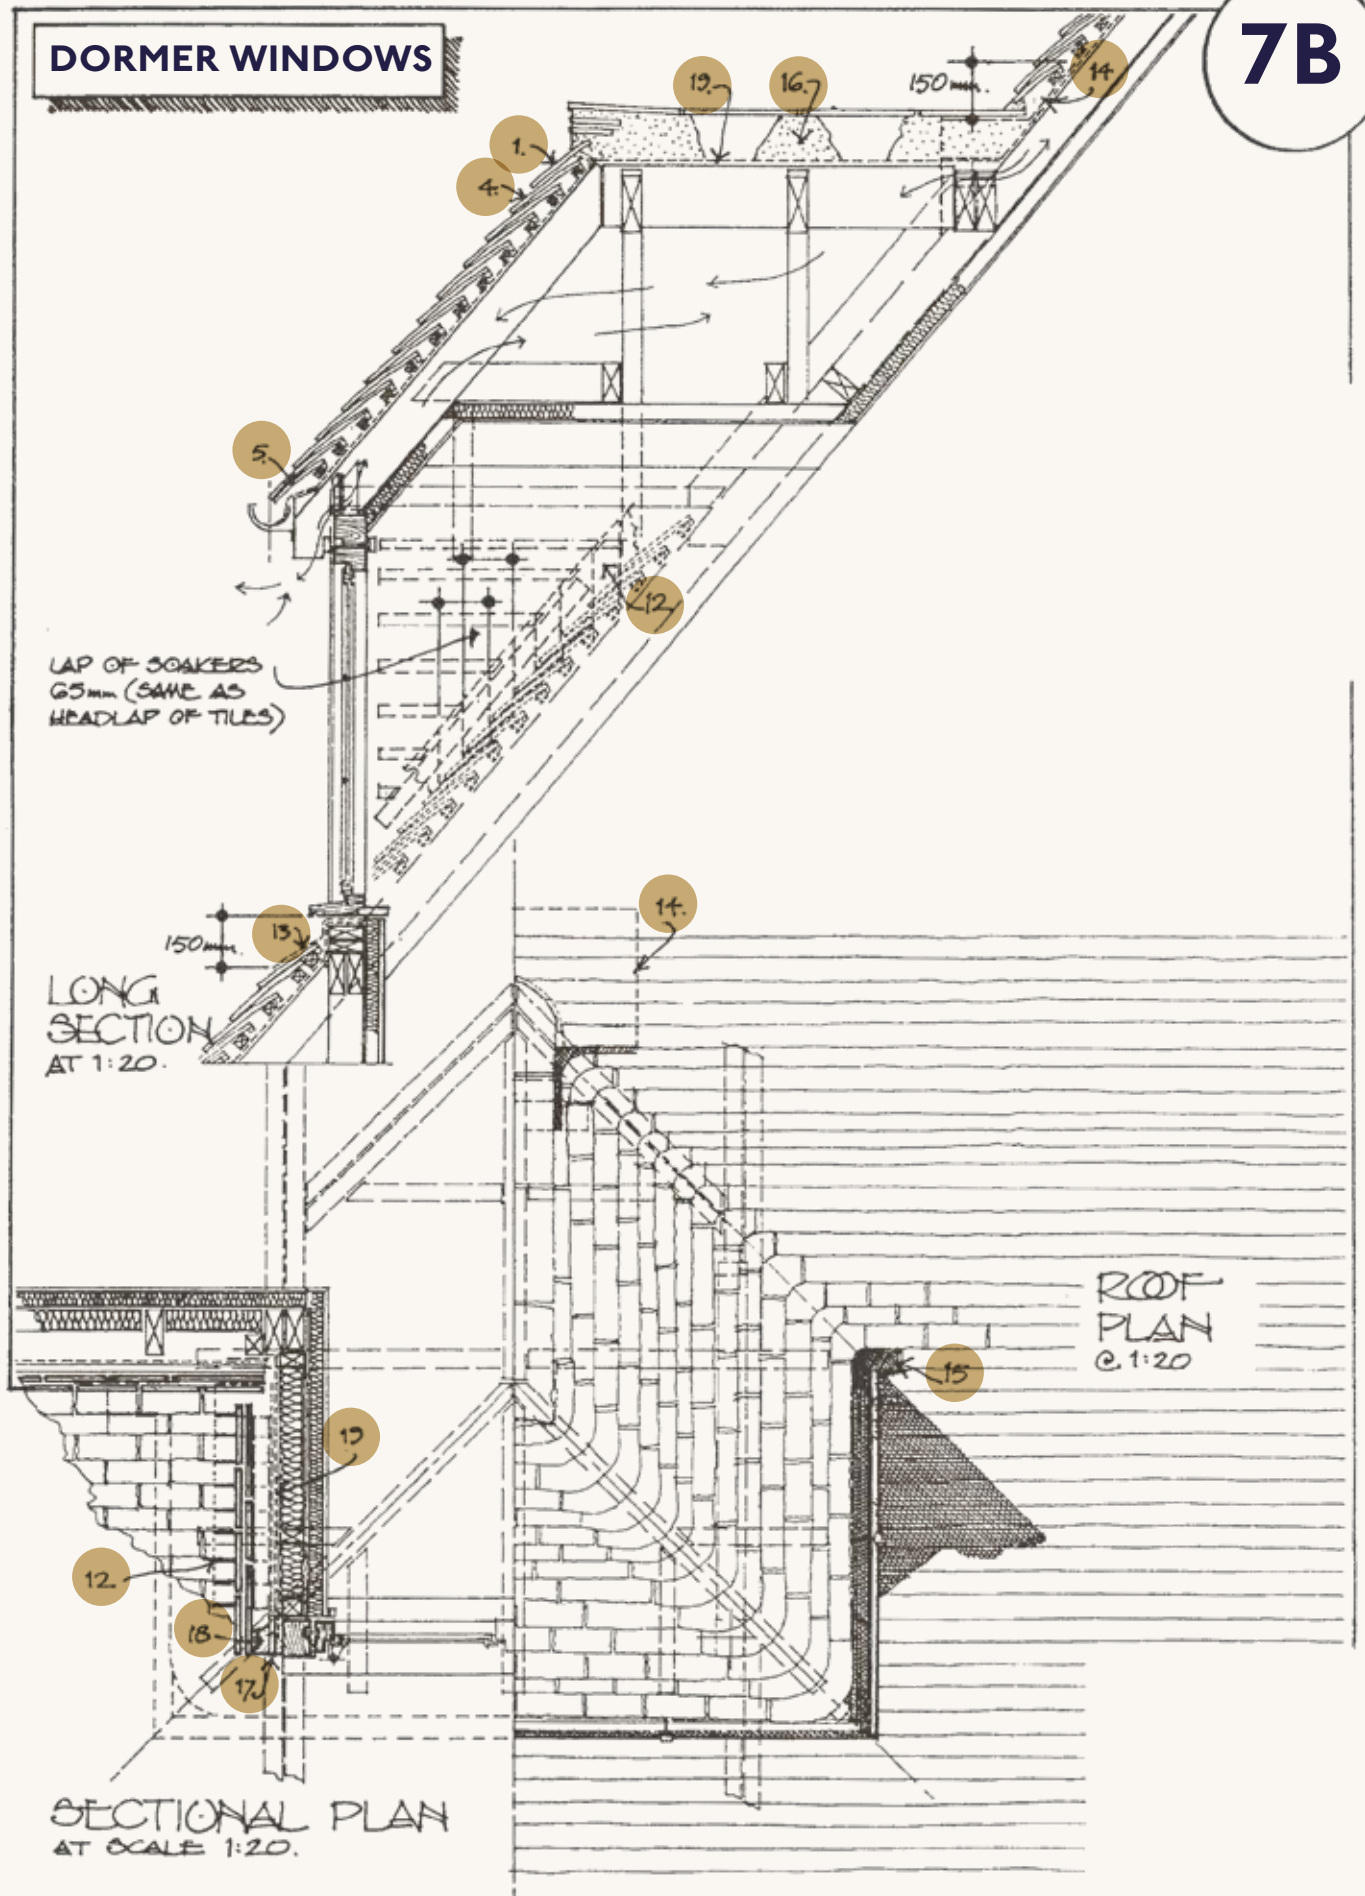 DORMER WINDOWS
7B
19.
16.
150mm.
14
1.
4.
5.
12
LAP OF SOAKERS
65mm (SAME AS
HEADLAP OF TILES)
14.
13
150mm.
LONG
SECTION
AT 1:20.
ROOF
PLAN
@ 1:20
15
19
12
18
17.
SECTIONAL PLAN
AT SCALE 1:20.